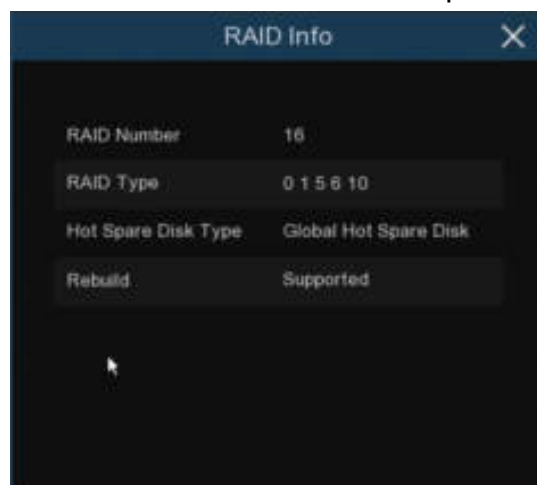 RAID Info
RAID Number 16
RAID Type 0 1 5 6 10
Hot Spare Disk Type Global Hot Spare Disk
Rebuild Supported